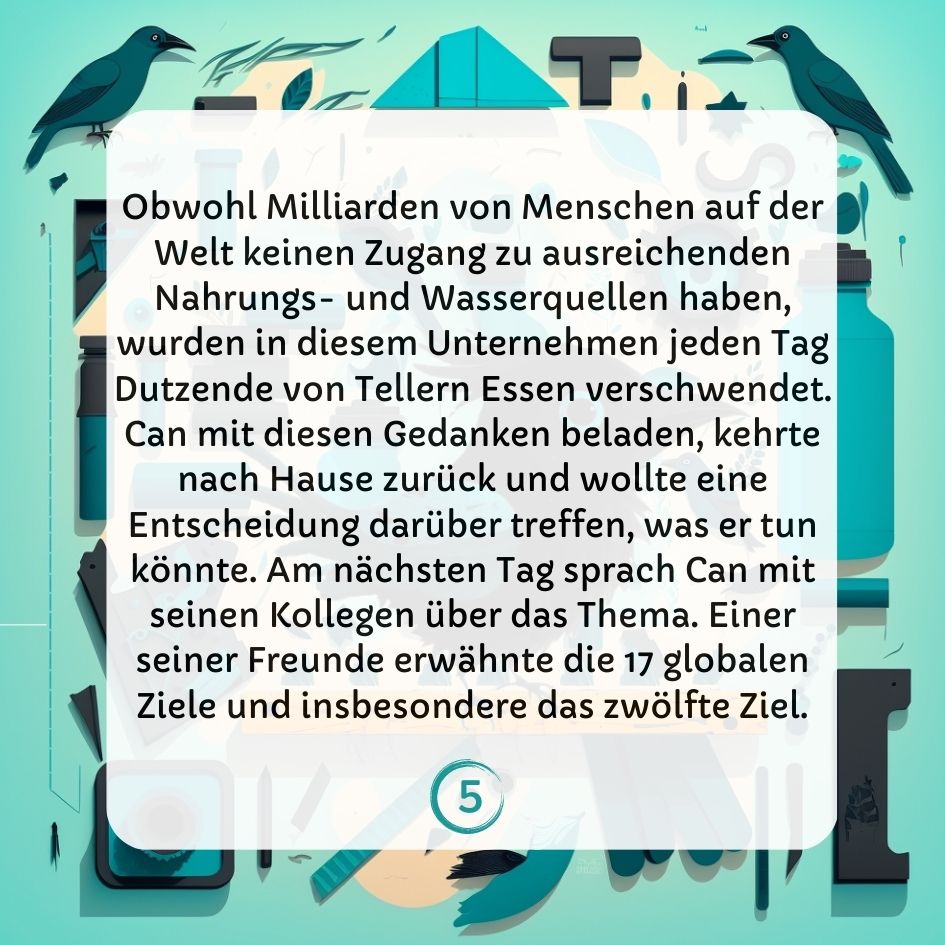 Obwohl Milliarden von Menschen auf der
Welt keinen Zugang zu ausreichenden
Nahrungs- und Wasserquellen haben,
wurden in diesem Unternehmen jeden Tag
Dutzende von Tellern Essen verschwendet.
Can mit diesen Gedanken beladen, kehrte
nach Hause zurück und wollte eine
Entscheidung darüber treffen, was er tun
könnte. Am nächsten Tag sprach Can mit
seinen Kollegen über das Thema. Einer
seiner Freunde erwähnte die 17 globalen
Ziele und insbesondere das zwölfte Ziel.
5